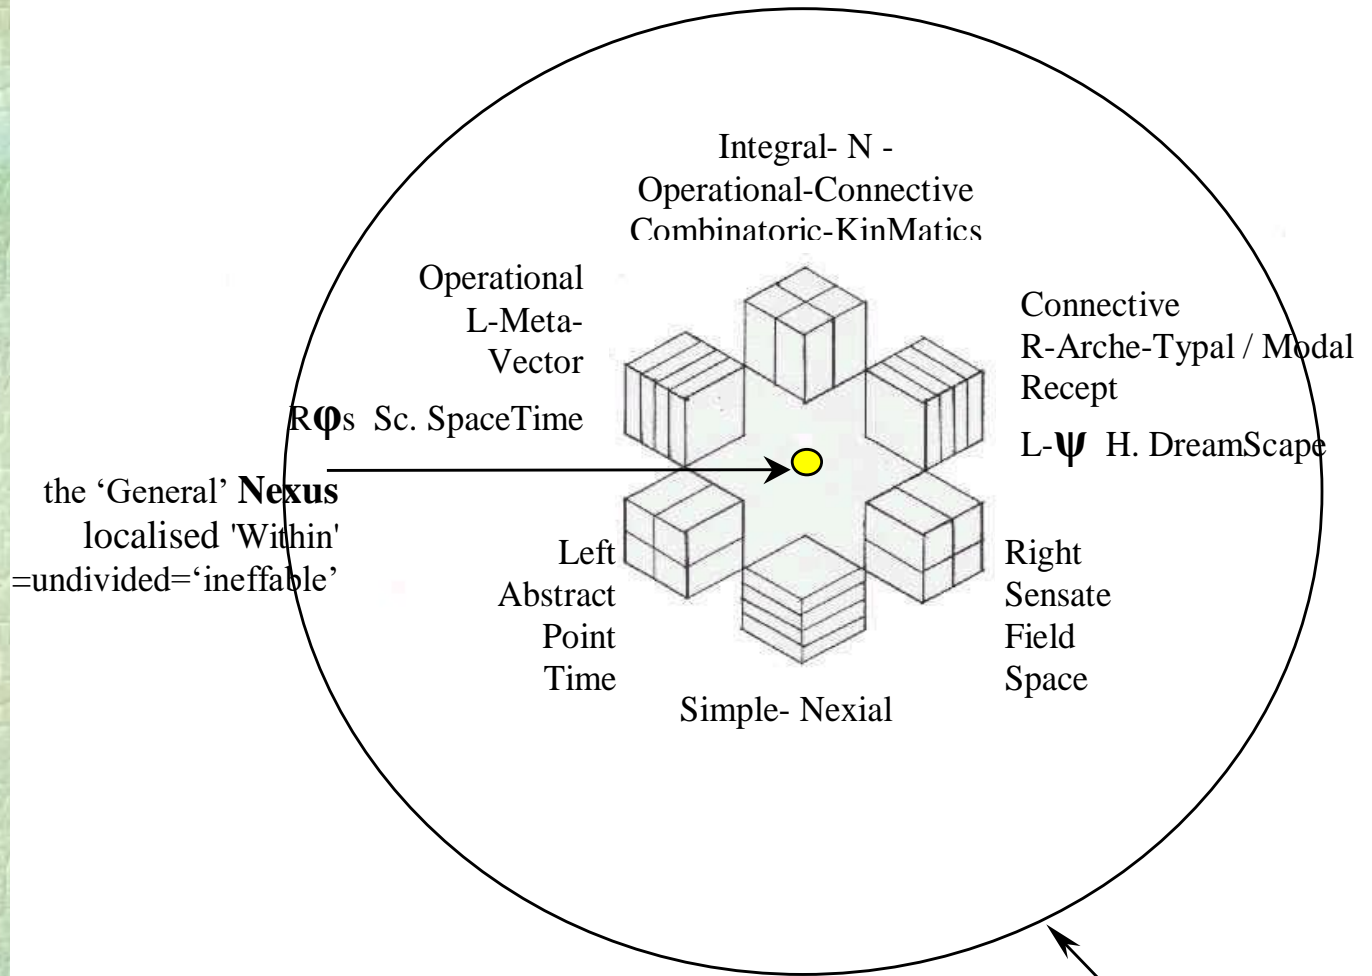 Integral- N -
Operational-Connective
Combinatoric-KinMatics
Operational
L-Meta-
Vector
Rφs Sc. SpaceTime
Connective
R-Arche-Typal / Modal
Recept
L-ψ H. DreamScape
the ‘General’ Nexus
localised 'Within'
=undivided=‘ineffable’
Left
Abstract
Point
Time
Right
Sensate
Field
Space
Simple- Nexial